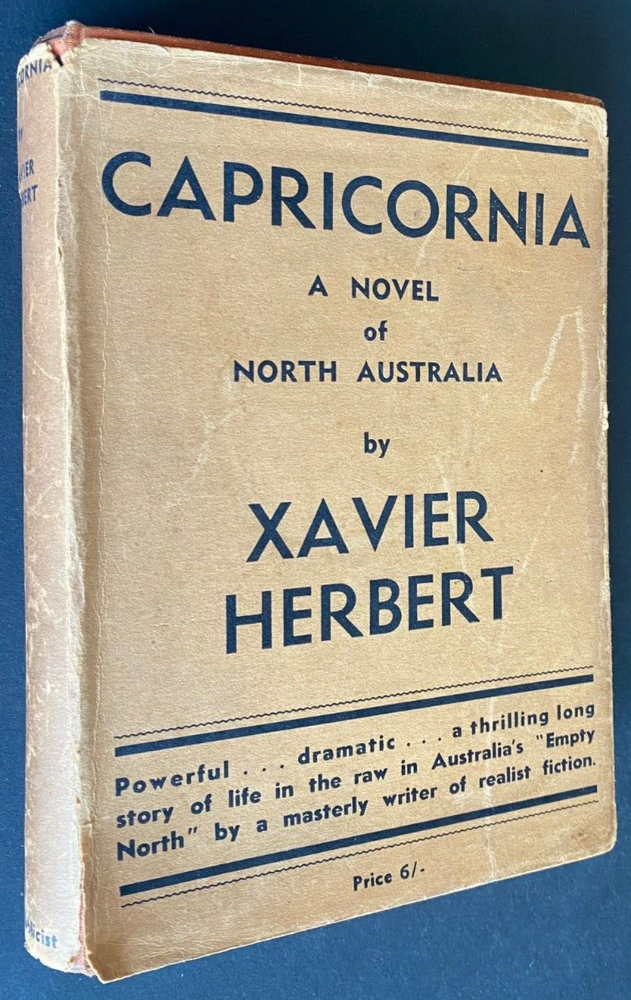 CAPRICORNIA
A NOVEL
of
NORTH AUSTRALIA
by
XAVIER
HERBERT
Powerful . . . dramatic . . . a thrilling long
story of life in the raw in Australia's "Empty
North" by a masterly writer of realist fiction.
Price 6/-